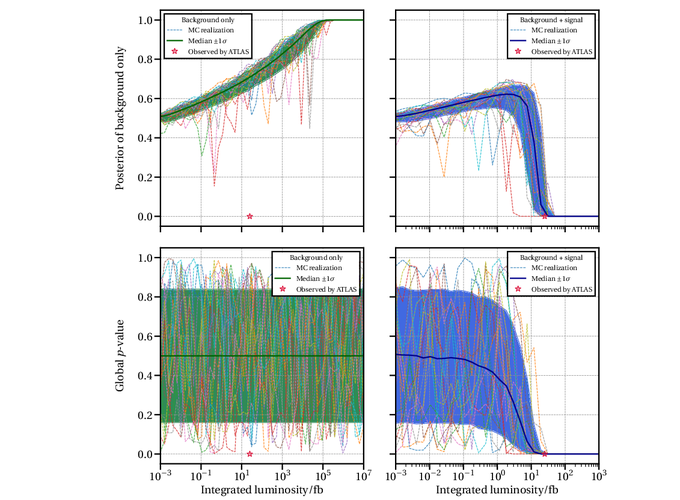 Posterior of background only
1.0
0.8
0.6
0.4
0.2
0.0
Background only
MC realization
Median ±1σ
Observed by ATLAS
Background + signal
MC realization
Median ±1σ
Observed by ATLAS
Global p-value
1.0
0.8
0.6
0.4
0.2
0.0
Background only
MC realization
Median ±1σ
Observed by ATLAS
10⁻³ 10⁻¹ 10¹ 10³ 10⁵ 10⁷
Integrated luminosity/fb
Background + signal
MC realization
Median ±1σ
Observed by ATLAS
10⁻³ 10⁻² 10⁻¹ 10⁰ 10¹ 10² 10³
Integrated luminosity/fb